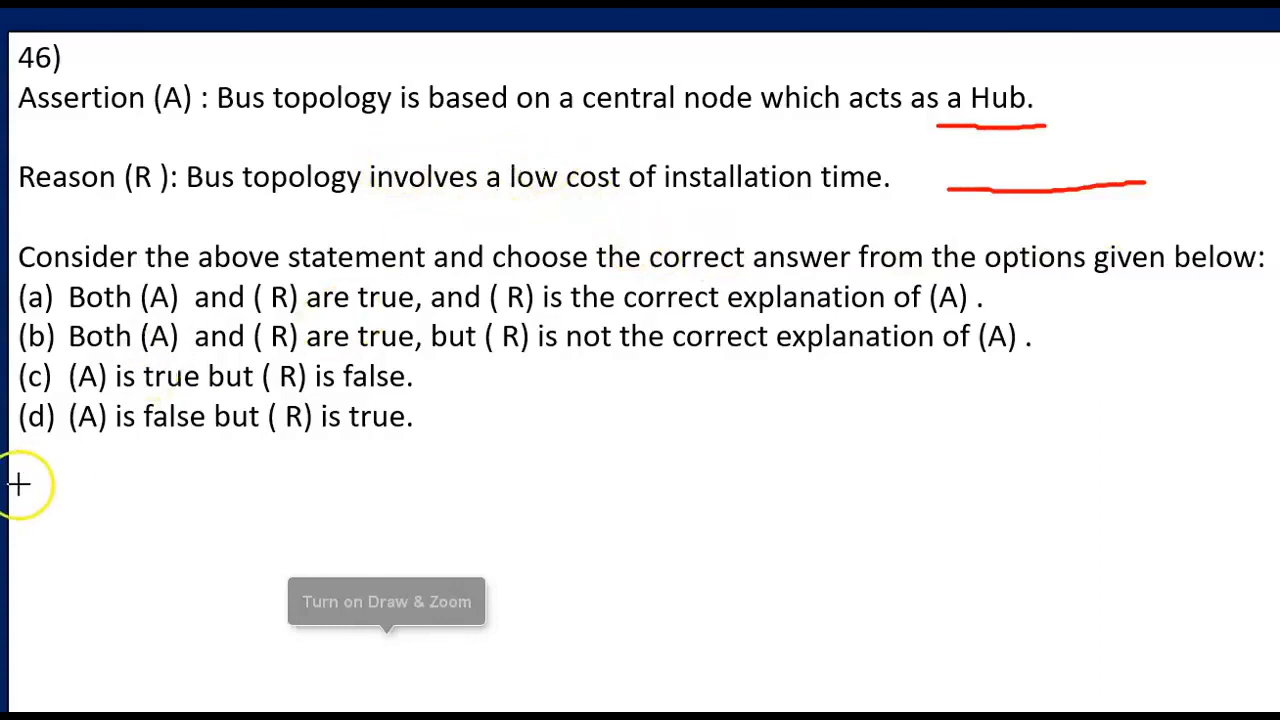 46)
Assertion (A) : Bus topology is based on a central node which acts as a Hub.
Reason (R ): Bus topology involves a low cost of installation time.
Consider the above statement and choose the correct answer from the options given below:
(a) Both (A) and ( R) are true, and ( R) is the correct explanation of (A) .
(b) Both (A) and ( R) are true, but ( R) is not the correct explanation of (A) .
(c) (A) is true but ( R) is false.
(d) (A) is false but ( R) is true.
Turn on Draw & Zoom